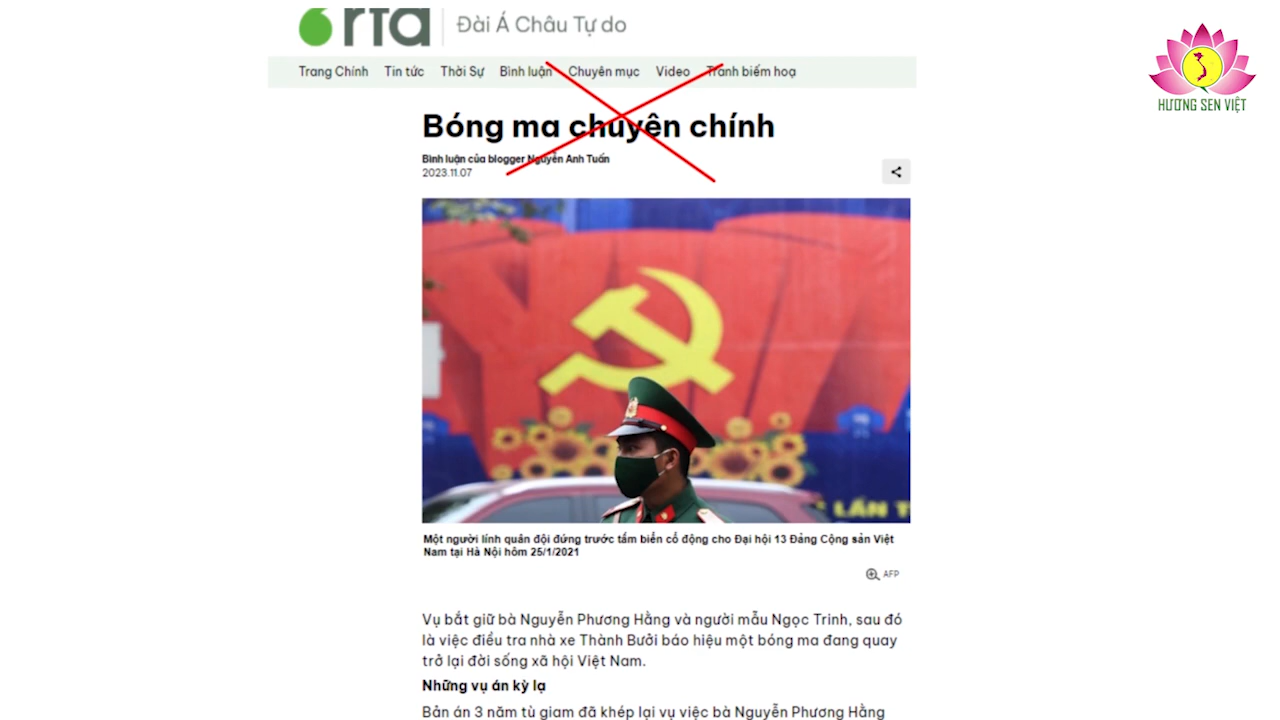 rfa Đài Á Châu Tự do
HƯƠNG SEN VIỆT
Trang Chính Tin tức Thời Sự Bình luận Chuyên mục Video Tranh biếm hoạ
Bóng ma chuyên chính
Bình luận của blogger Nguyễn Anh Tuấn
2023.11.07
LẦN T
Một người lính quân đội đứng trước tấm biển cổ động cho Đại hội 13 Đảng Cộng sản Việt
Nam tại Hà Nội hôm 25/1/2021
AFP
Vụ bắt giữ bà Nguyễn Phương Hằng và người mẫu Ngọc Trinh, sau đó
là việc điều tra nhà xe Thành Bưởi báo hiệu một bóng ma đang quay
trở lại đời sống xã hội Việt Nam.
Những vụ án kỳ lạ
Bản án 3 năm tù giam đã khép lại vụ việc bà Nguyễn Phương Hằng